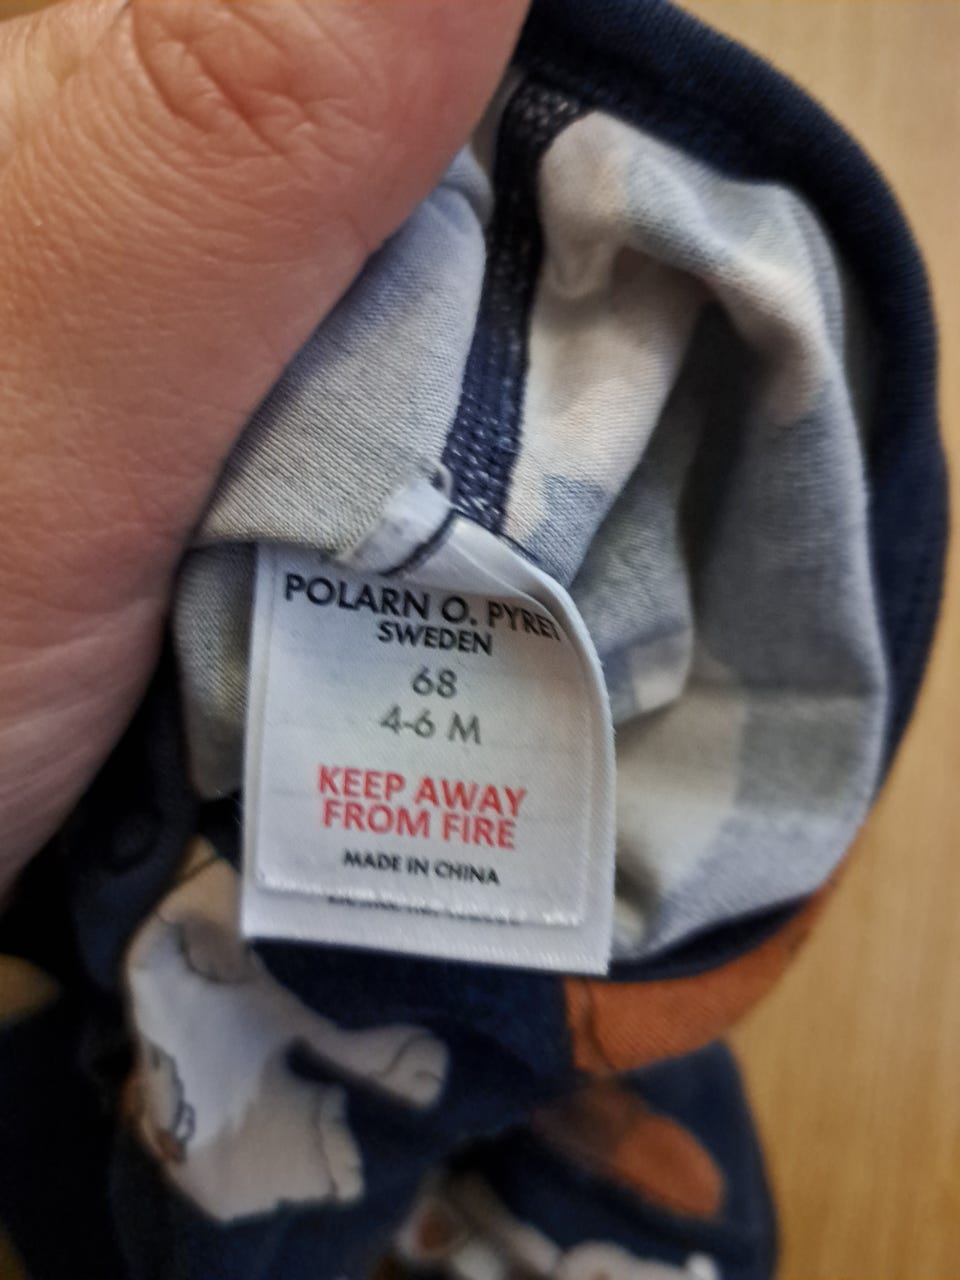 POLARN O. PYRET
SWEDEN
68
4-6 M
KEEP AWAY
FROM FIRE
MADE IN CHINA